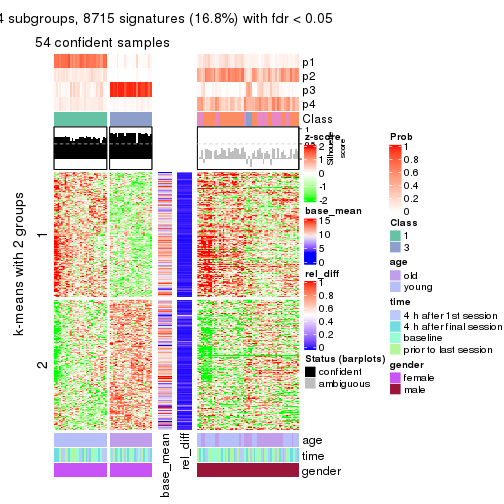 4 subgroups, 8715 signatures (16.8%) with fdr < 0.05
54 confident samples
p1
p2
p3
p4
Class
1
0.5
0
Silhouette
score
k-means with 2 groups
1
2
z-score
2
1
0
-1
-2
base_mean
15
10
5
0
rel_diff
1
0.8
0.6
0.4
0.2
0
Status (barplots)
confident
ambiguous
Prob
1
0.8
0.6
0.4
0.2
0
Class
1
3
age
old
young
time
4 h after 1st session
4 h after final session
baseline
prior to last session
gender
female
male
base_mean
rel_diff
age
time
gender